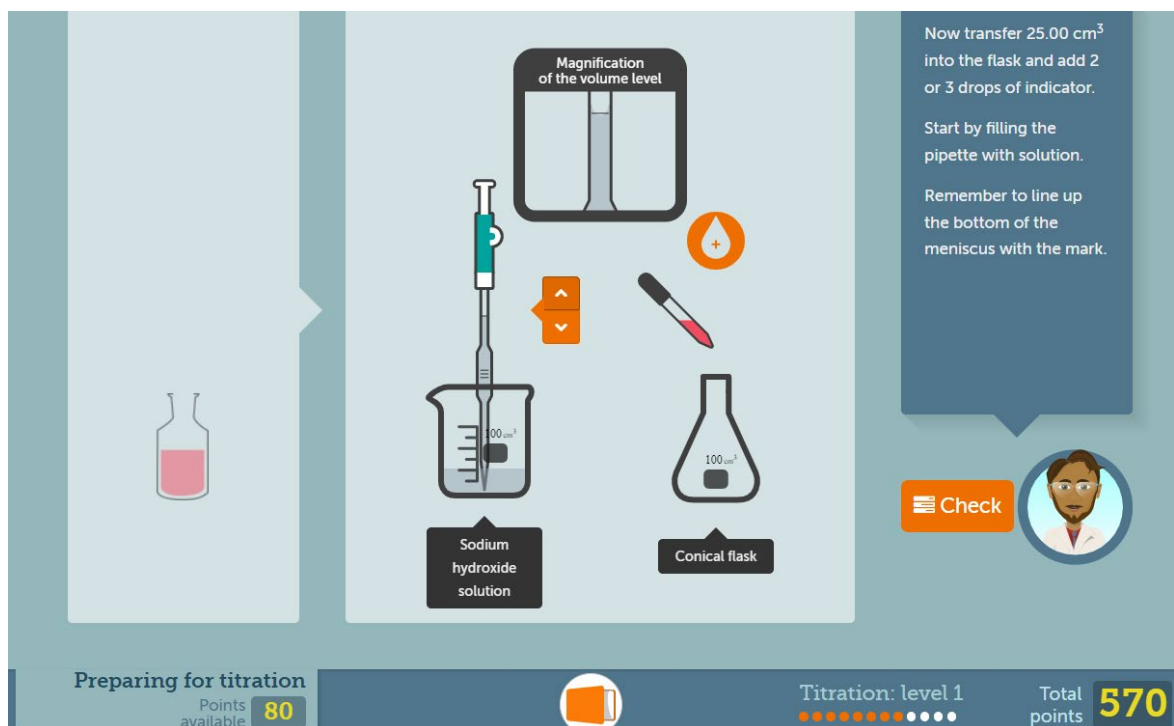 Magnification
of the volume level
Now transfer 25.00 cm³
into the flask and add 2
or 3 drops of indicator.
Start by filling the
pipette with solution.
Remember to line up
the bottom of the
meniscus with the mark.
+
100 cm³
100 cm³
Check
Sodium
hydroxide
solution
Conical flask
Preparing for titration
Points
available
80
Titration: level 1
Total
points
570